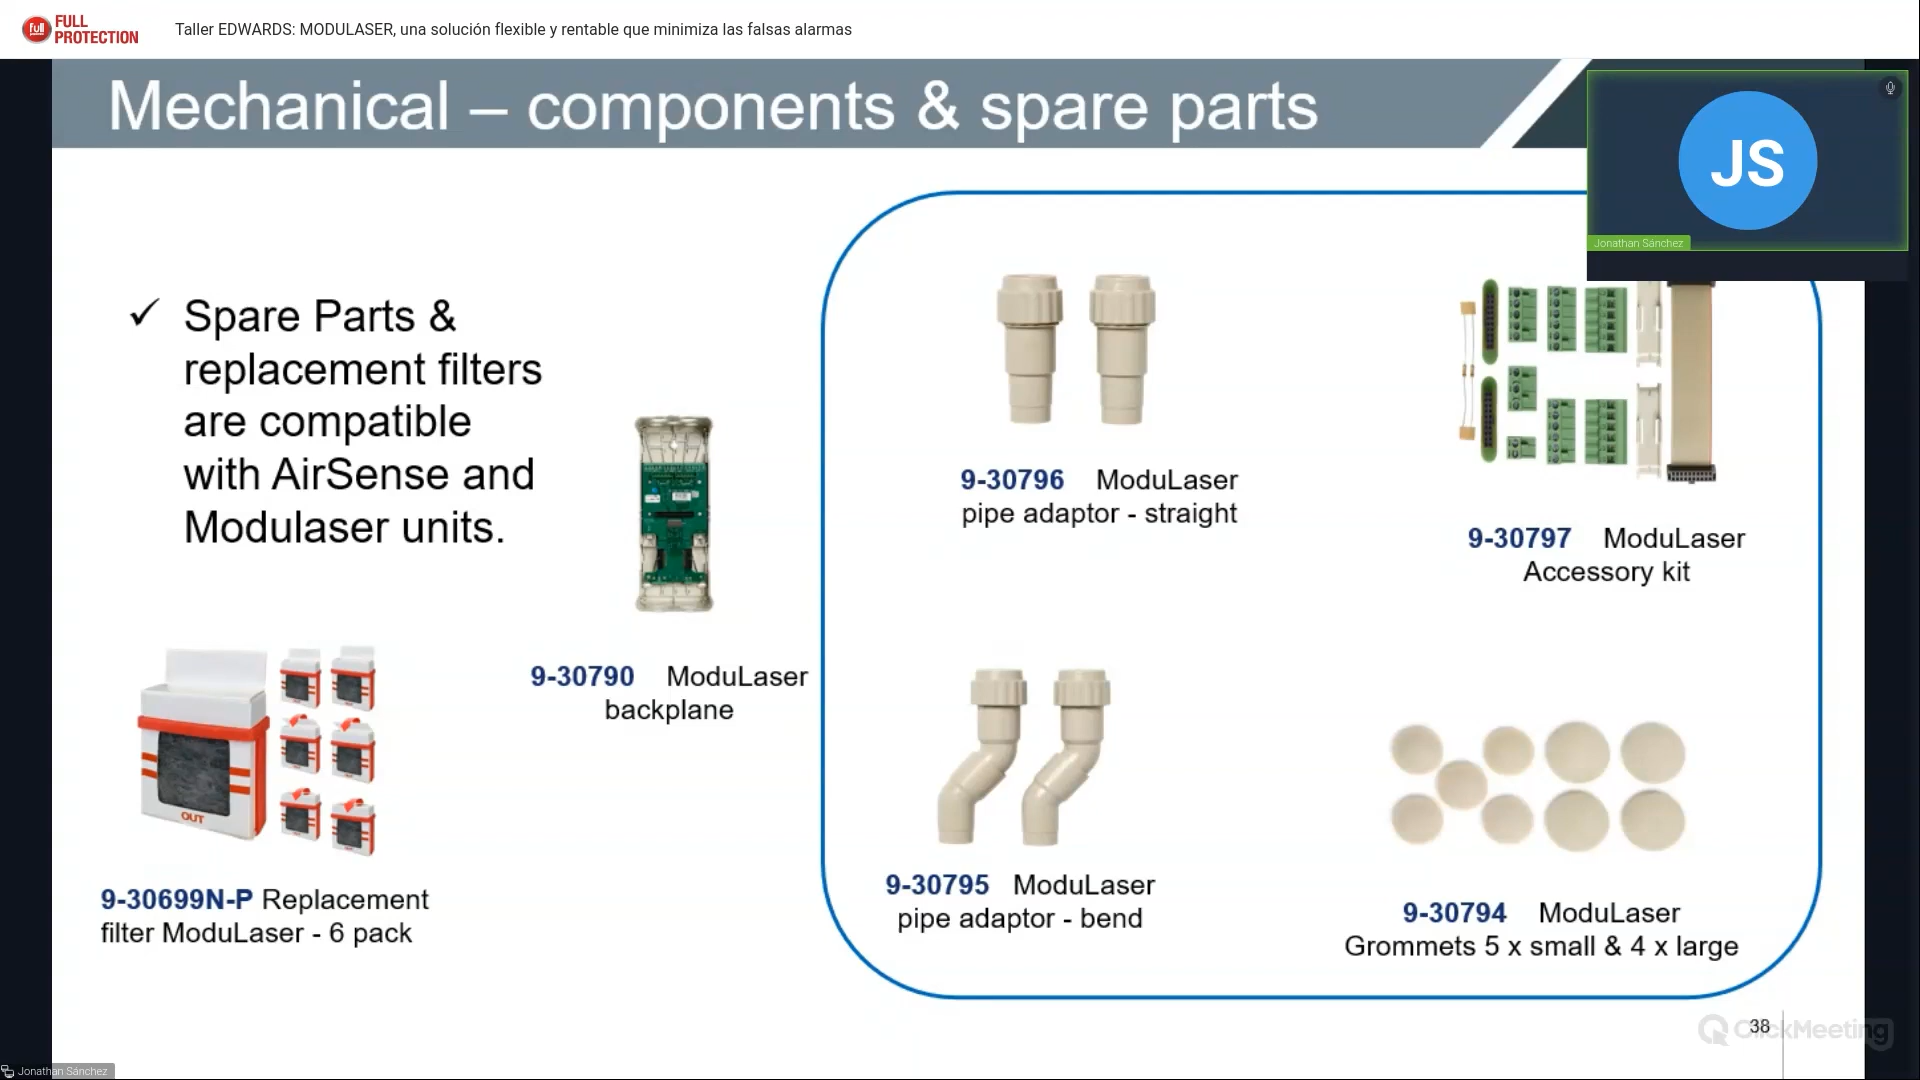 full
FULL
PROTECTION
Taller EDWARDS: MODULASER, una solución flexible y rentable que minimiza las falsas alarmas
Mechanical – components & spare parts
JS
Jonathan Sánchez
✓ Spare Parts &
replacement filters
are compatible
with AirSense and
Modulaser units.
9-30796 ModuLaser
pipe adaptor - straight
9-30797 ModuLaser
Accessory kit
9-30790 ModuLaser
backplane
OUT
9-30699N-P Replacement
filter ModuLaser - 6 pack
9-30795 ModuLaser
pipe adaptor - bend
9-30794 ModuLaser
Grommets 5 x small & 4 x large
38
ClickMeeting
Jonathan Sánchez